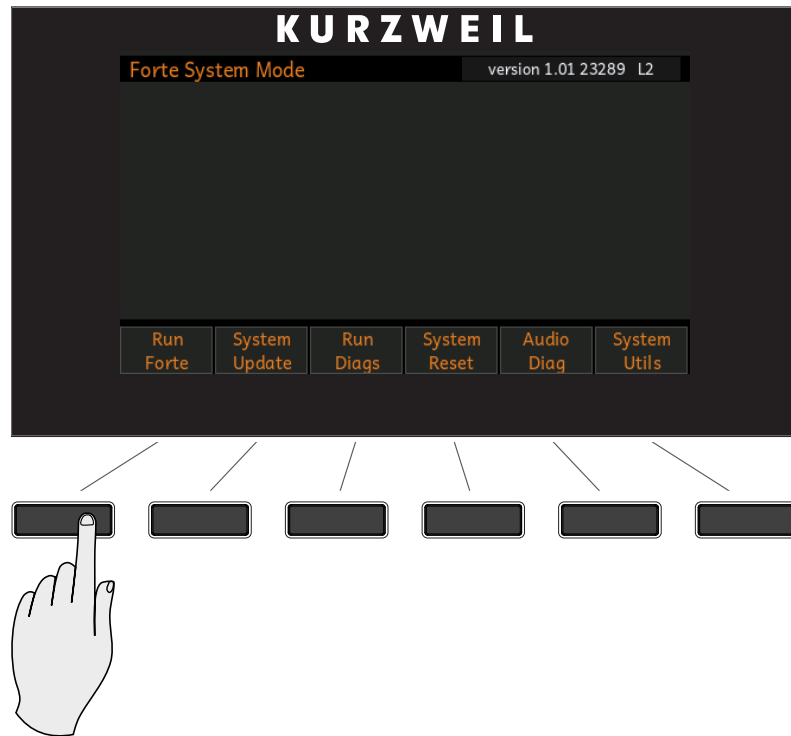 KURZWEIL
Forte System Mode
version 1.01 23289 L2
Run Forte
System Update
Run Diags
System Reset
Audio Diag
System Utils